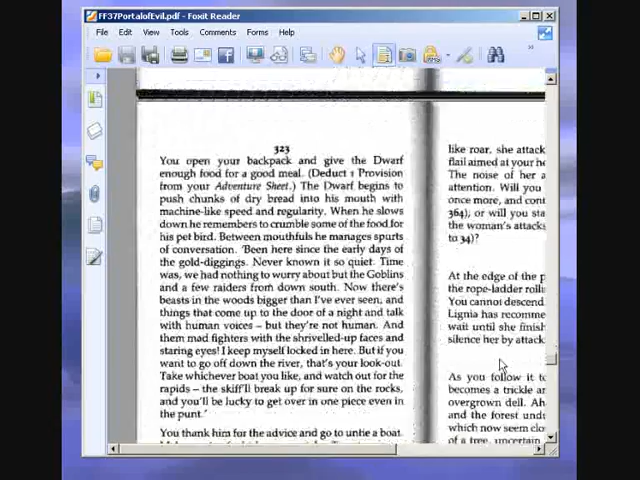 FF37PortalofEvil.pdf - Foxit Reader
File Edit View Tools Comments Forms Help
323
You open your backpack and give the Dwarf
enough food for a good meal. (Deduct 1 Provision
from your Adventure Sheet.) The Dwarf begins to
push chunks of dry bread into his mouth with
machine-like speed and regularity. When he slows
down he remembers to crumble some of the food for
his pet bird. Between mouthfuls he manages spurts
of conversation. 'Been here since the early days of
the gold-diggings. Never known it so quiet. Time
was, we had nothing to worry about but the Goblins
and a few raiders from down south. Now there's
beasts in the woods bigger than I've ever seen, and
things that come up to the door of a night and talk
with human voices – but they're not human. And
them mad fighters with the shrivelled-up faces and
staring eyes! I keep myself locked in here. But if you
want to go off down the river, that's your look-out.
Take whichever boat you like, and watch out for the
rapids – the skiff'll break up for sure on the rocks,
and you'll be lucky to get over in one piece even in
the punt.'
You thank him for the advice and go to untie a boat.
like roar, she attack
flail aimed at your he
The noise of her a
attention. Will you
once more, and cont
364), or will you sta
the woman's attacks
to 34)?
At the edge of the p
the rope-ladder rolli
You cannot descend
Lignia has recomme
wait until she finish
silence her by attack
As you follow it to
becomes a trickle ar
overgrown dell. Ah
and the forest und
which now seem clo
of a tree, uncertain